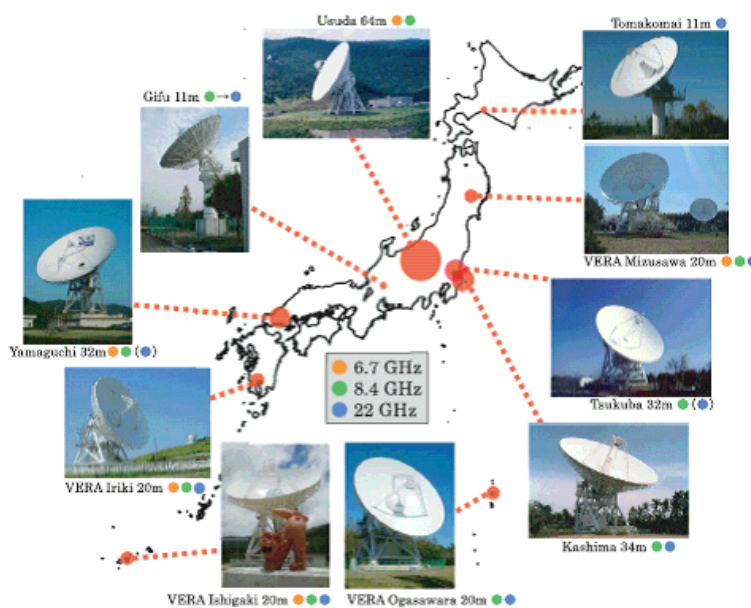 Usuda 64m
Tomakomai 11m
Gifu 11m →
VERA Mizusawa 20m
Yamaguchi 32m ( )
6.7 GHz
8.4 GHz
22 GHz
Tsukuba 32m ( )
VERA Iriki 20m
Kashima 34m
VERA Ishigaki 20m
VERA Ogasawara 20m